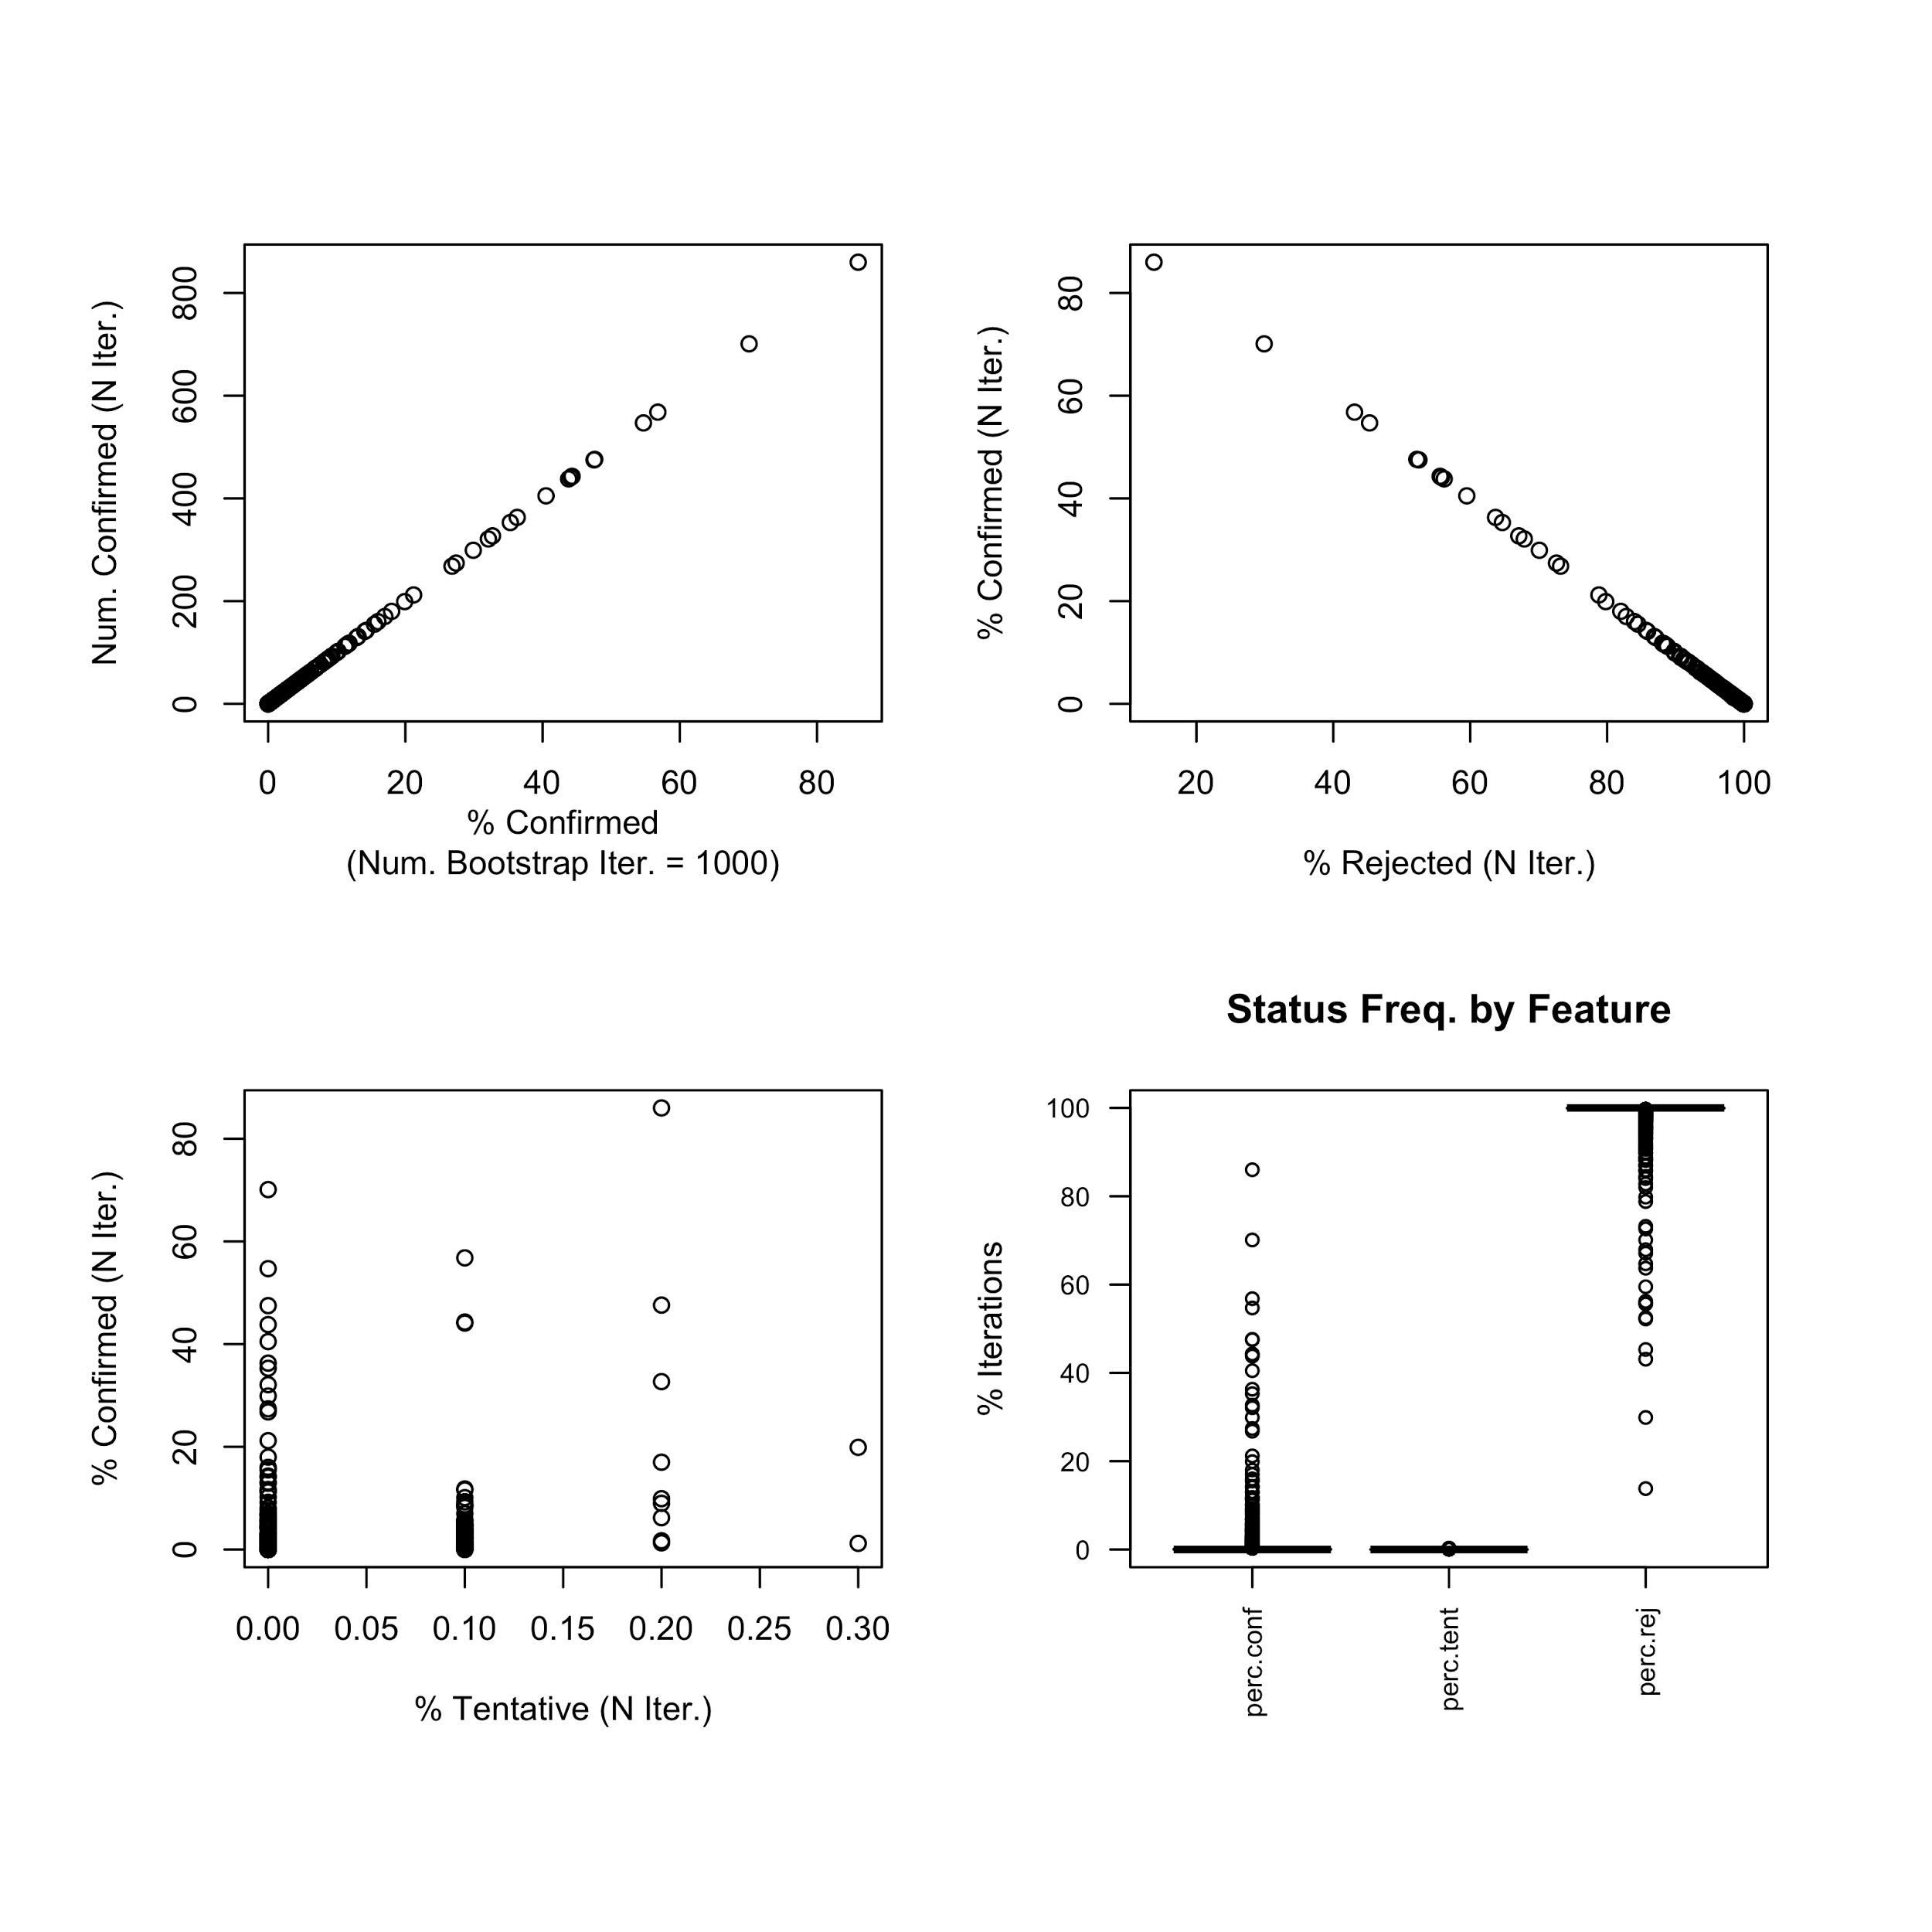 Num. Confirmed (N Iter.)
0 200 400 600 800
0 20 40 60 80
% Confirmed
(Num. Bootstrap Iter. = 1000)
% Confirmed (N Iter.)
0 20 40 60 80
20 40 60 80 100
% Rejected (N Iter.)
% Confirmed (N Iter.)
0 20 40 60 80
0.00 0.05 0.10 0.15 0.20 0.25 0.30
% Tentative (N Iter.)
Status Freq. by Feature
% Iterations
100
80
60
40
20
0
perc.conf
perc.tent
perc.rej